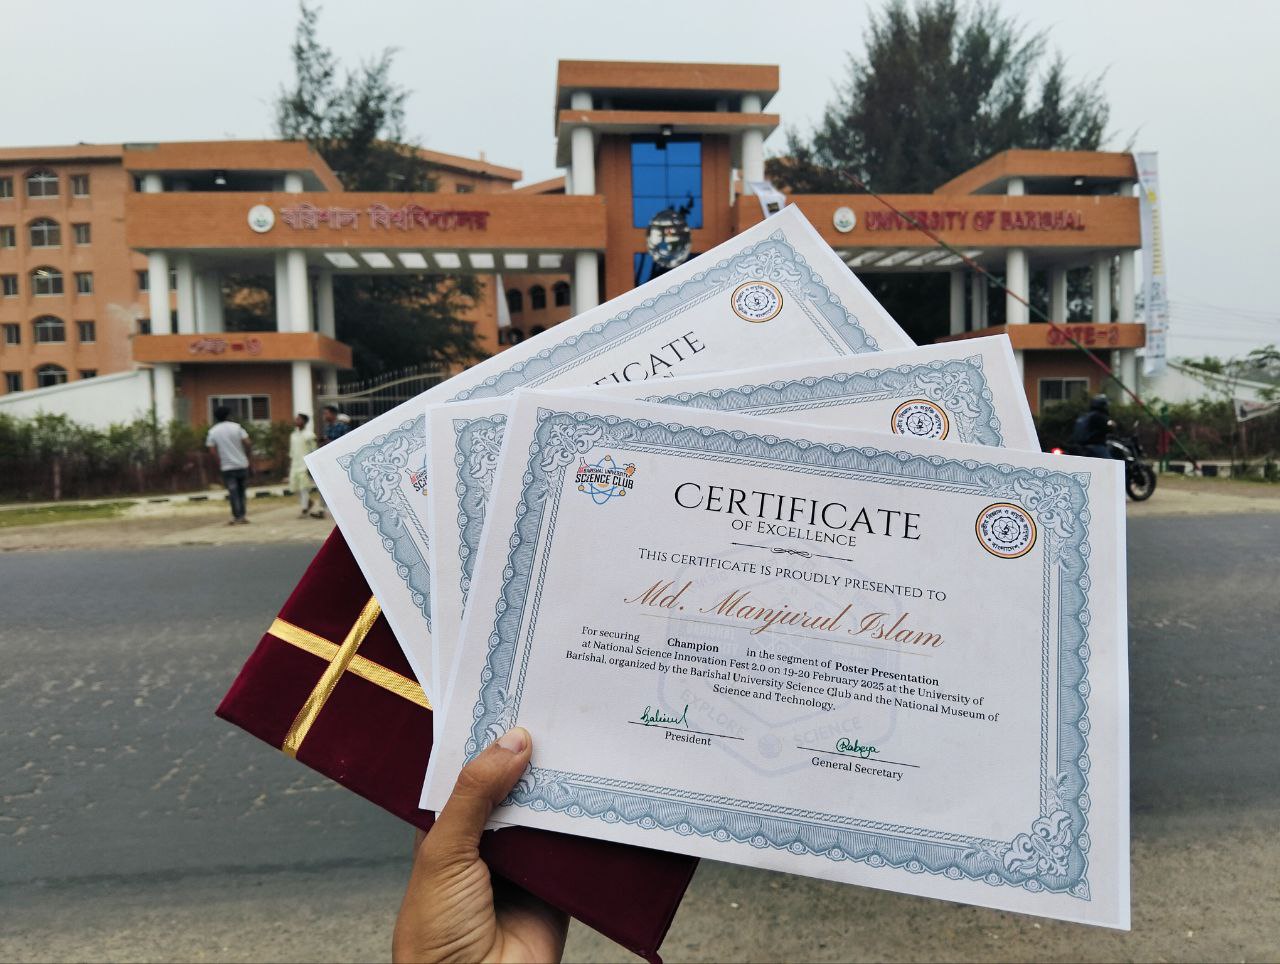 বরিশাল বিশ্ববিদ্যালয়
UNIVERSITY OF BARISHAL
গেট-২
GATE-2
BARISHAL UNIVERSITY
SCIENCE CLUB
CERTIFICATE
OF EXCELLENCE
THIS CERTIFICATE IS PROUDLY PRESENTED TO
Md. Manjurul Islam
For securing Champion in the segment of Poster Presentation
at National Science Innovation Fest 2.0 on 19-20 February 2025 at the University of
Barishal, organized by the Barishal University Science Club and the National Museum of
Science and Technology.
Rabeya
President
General Secretary
EXPLORE
SCIENCE
জাতীয় বিজ্ঞান ও প্রযুক্তি জাদুঘর
বাংলাদেশ